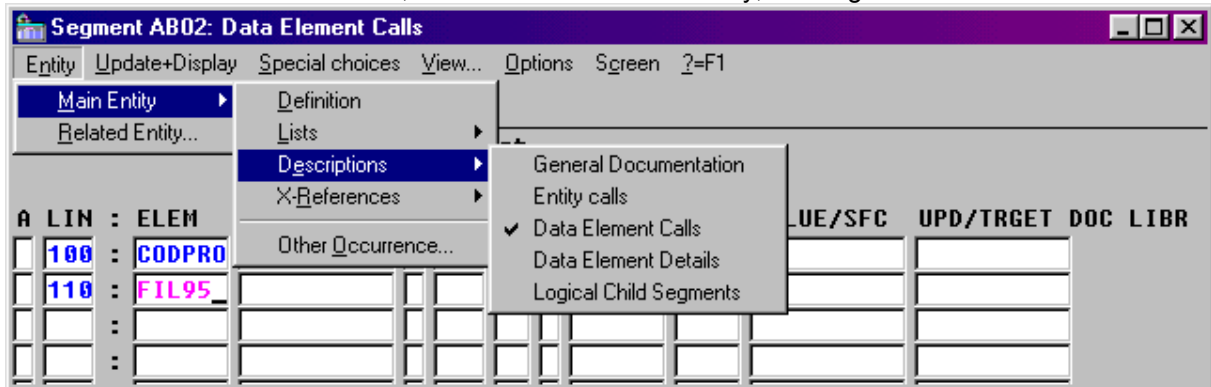 Segment AB02: Data Element Calls
Entity Update+Display Special choices View... Options Screen ?=F1
Main Entity Definition
Related Entity... Lists
Descriptions General Documentation
X-References Entity calls
Data Element Calls
Other Occurrence... Data Element Details
Logical Child Segments
A LIN : ELEM LUE/SFC UPD/TRGET DOC LIBR
100 : CODPRO
110 : FIL95_
:
: